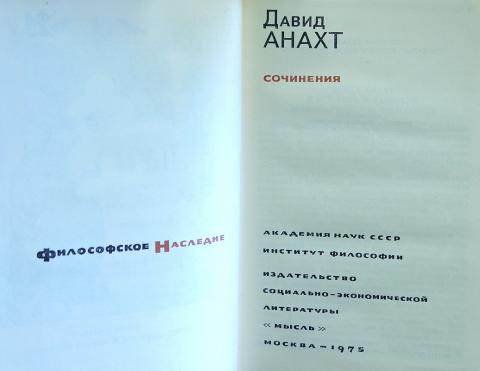 Философское Наследие
Давид
АНАХТ
СОЧИНЕНИЯ
АКАДЕМИЯ НАУК СССР
ИНСТИТУТ ФИЛОСОФИИ
ИЗДАТЕЛЬСТВО
СОЦИАЛЬНО-ЭКОНОМИЧЕСКОЙ
ЛИТЕРАТУРЫ
«МЫСЛЬ»
МОСКВА – 1975